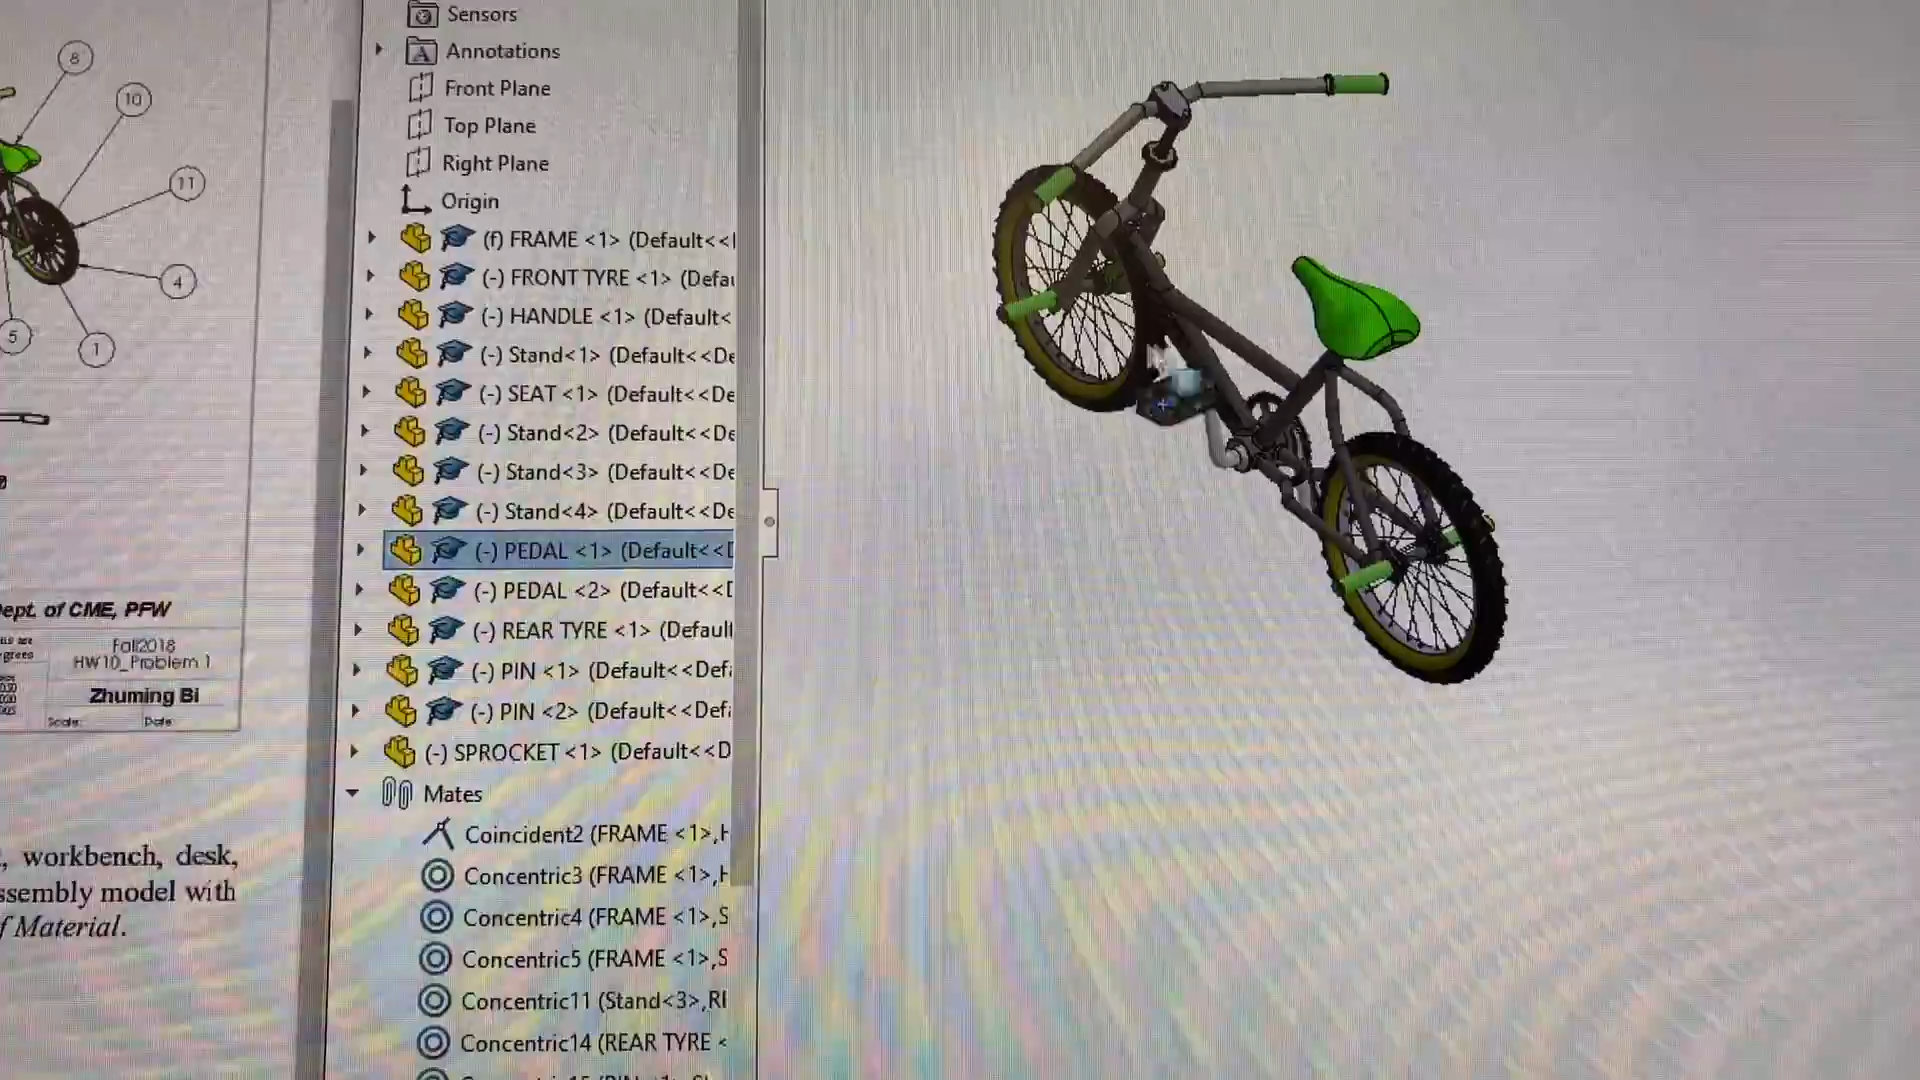 8
10
11
4
5
1
Dept. of CME, PFW
Fall2018
HW10_Problem 1
Zhuming Bi
Scale:
Date:
, workbench, desk,
ssembly model with
f Material.
Sensors
Annotations
Front Plane
Top Plane
Right Plane
Origin
(f) FRAME <1> (Default<<
(-) FRONT TYRE <1> (Defau
(-) HANDLE <1> (Default<
(-) Stand<1> (Default<<De
(-) SEAT <1> (Default<<De
(-) Stand<2> (Default<<De
(-) Stand<3> (Default<<De
(-) Stand<4> (Default<<De
(-) PEDAL <1> (Default<<D
(-) PEDAL <2> (Default<<D
(-) REAR TYRE <1> (Default
(-) PIN <1> (Default<<Defa
(-) PIN <2> (Default<<Defa
(-) SPROCKET <1> (Default<<D
Mates
Coincident2 (FRAME <1>,H
Concentric3 (FRAME <1>,H
Concentric4 (FRAME <1>,S
Concentric5 (FRAME <1>,S
Concentric11 (Stand<3>,RI
Concentric14 (REAR TYRE <